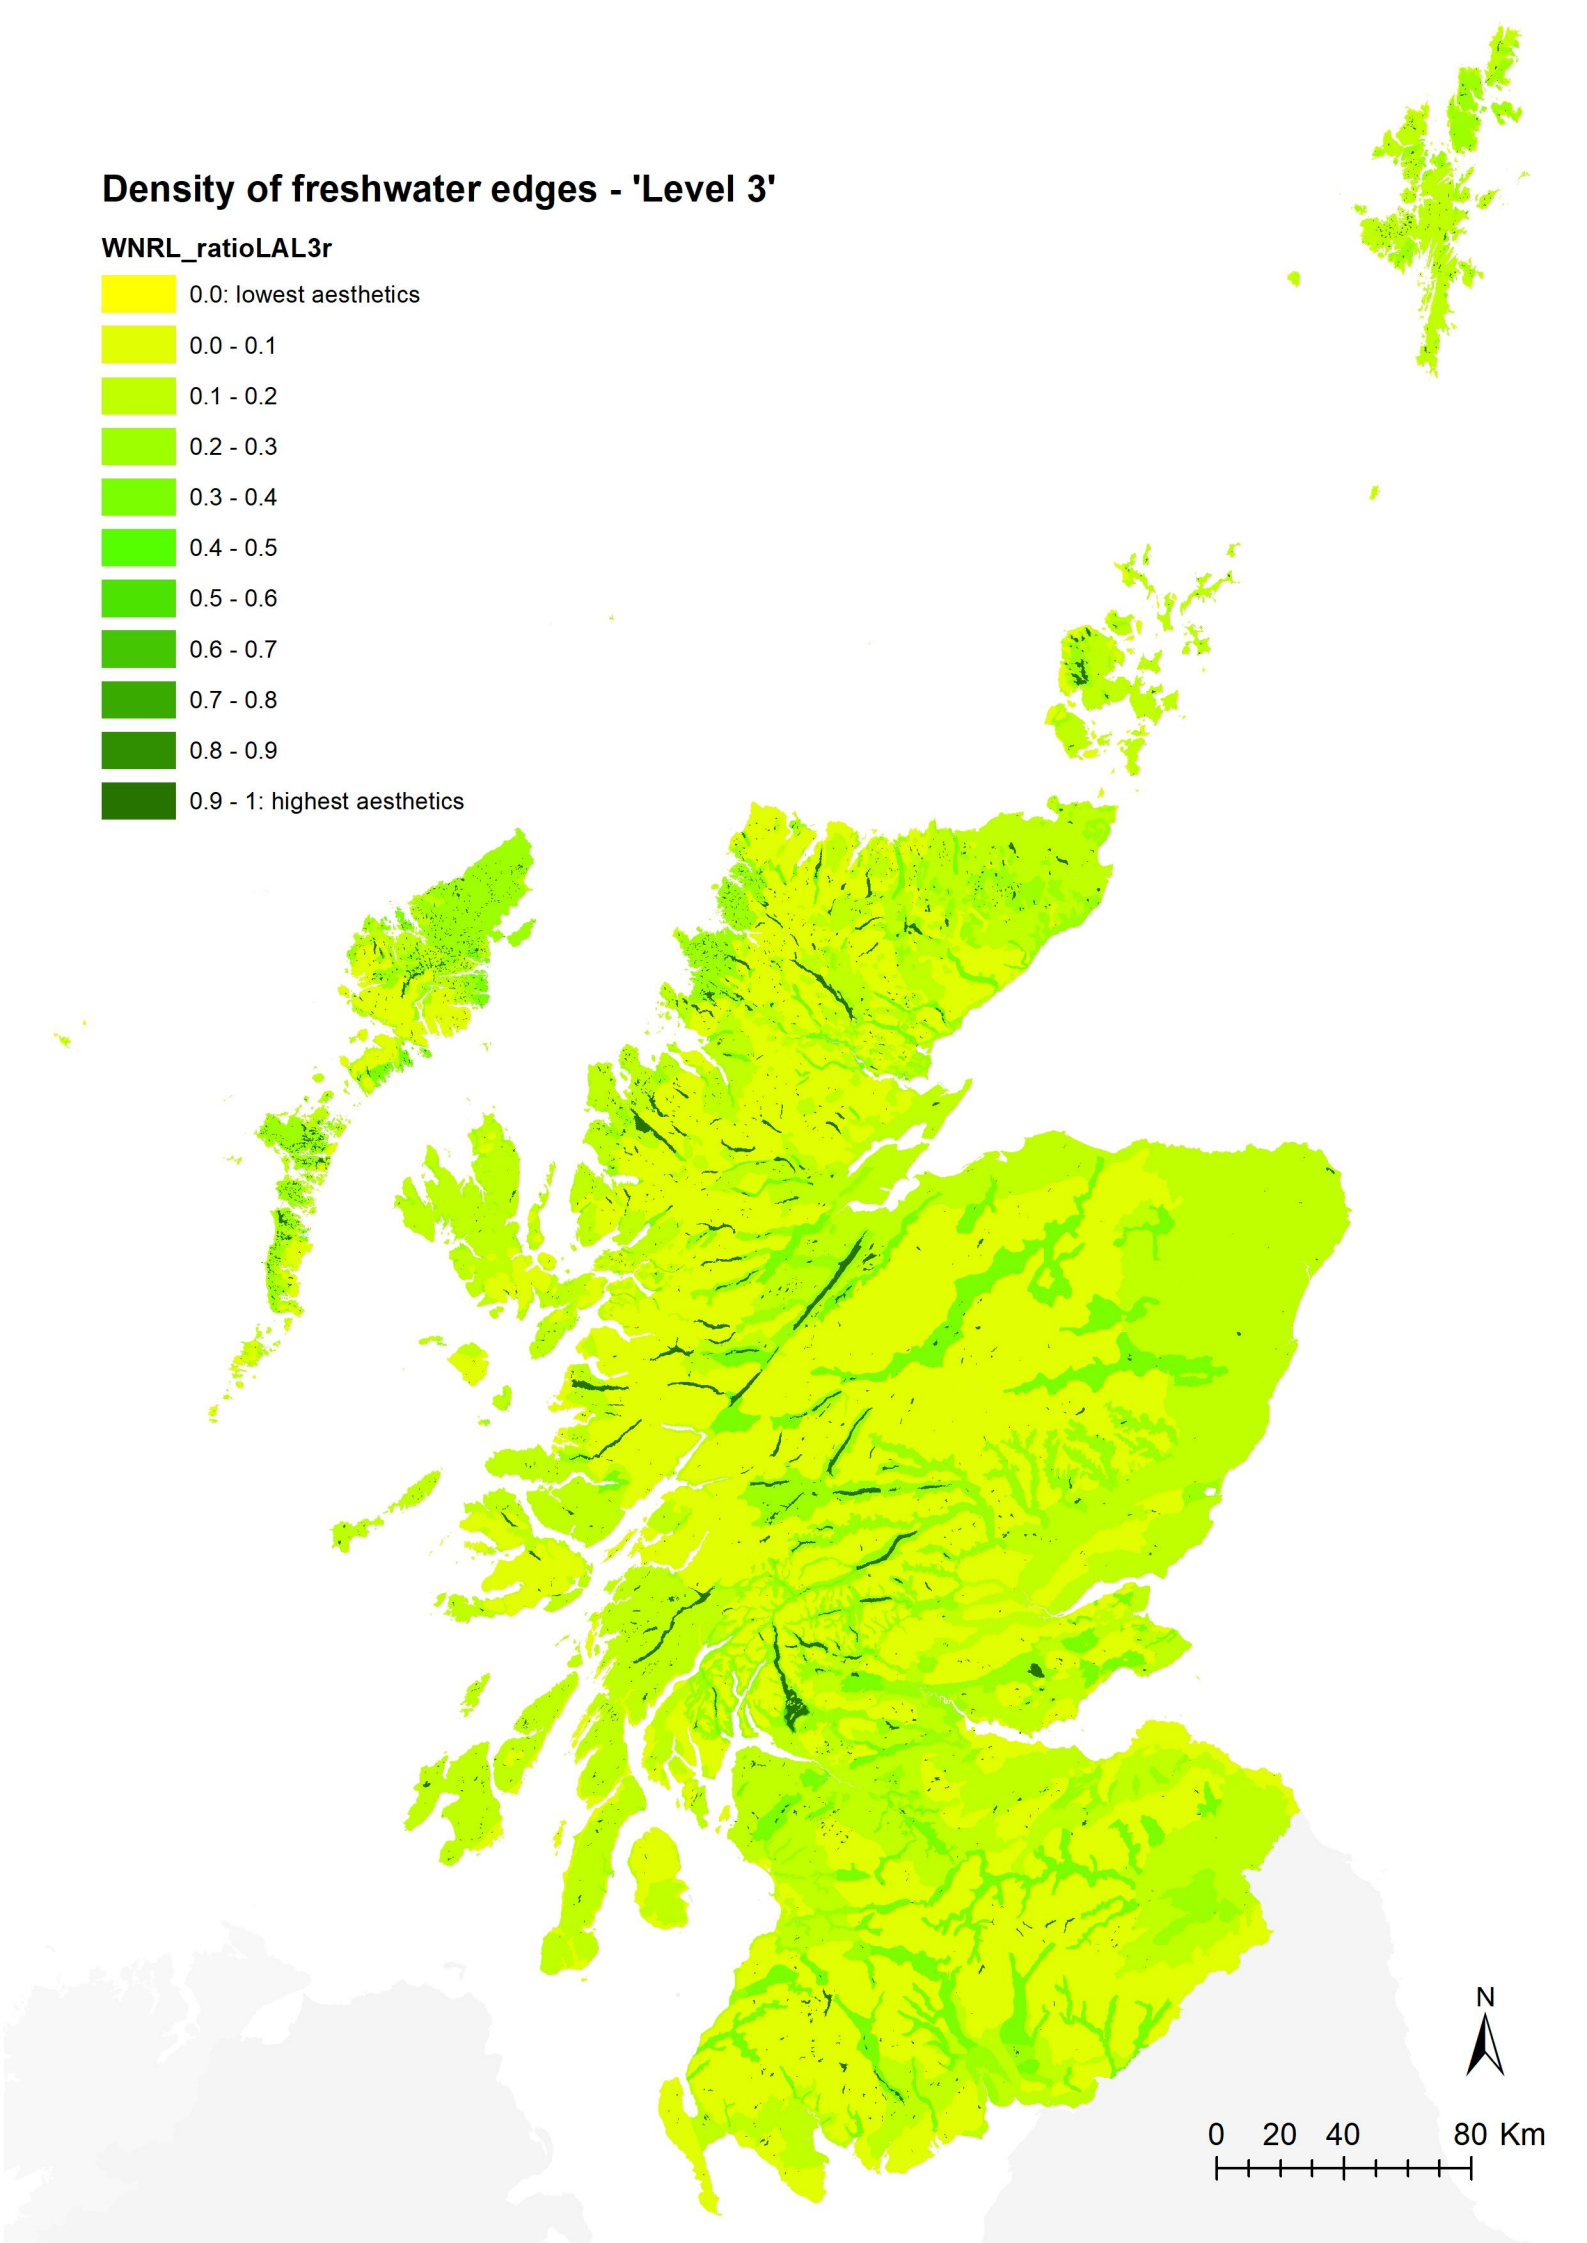 Density of freshwater edges - 'Level 3'
WNRL_ratioLAL3r
0.0: lowest aesthetics
0.0 - 0.1
0.1 - 0.2
0.2 - 0.3
0.3 - 0.4
0.4 - 0.5
0.5 - 0.6
0.6 - 0.7
0.7 - 0.8
0.8 - 0.9
0.9 - 1: highest aesthetics
N
0 20 40 80 Km